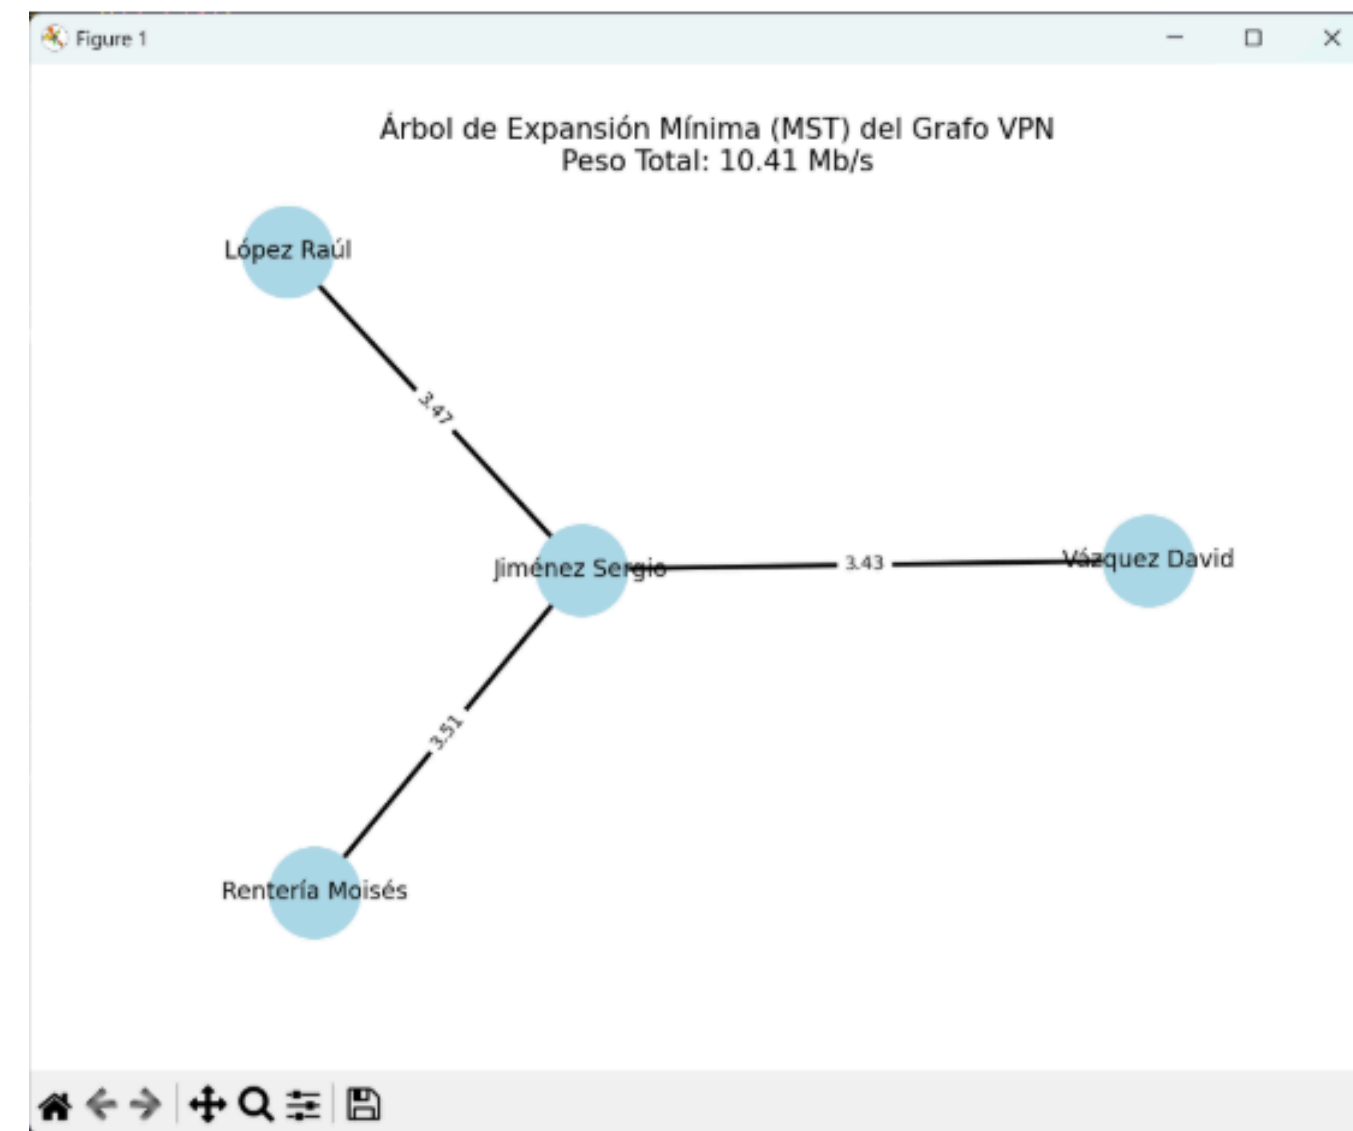 Figure 1
Árbol de Expansión Mínima (MST) del Grafo VPN
Peso Total: 10.41 Mb/s
López Raúl
3.47
Jiménez Sergio
3.43
Vázquez David
3.51
Rentería Moisés